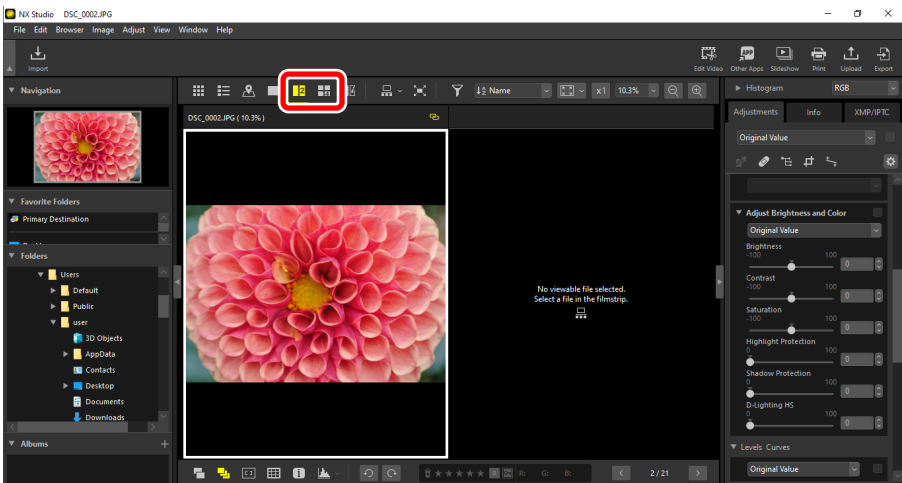 NX Studio DSC_0002.JPG
File Edit Browser Image Adjust View Window Help
Import
Edit Video Other Apps Slideshow Print Upload Export
Navigation
Name
x1 10.3%
Histogram RGB
DSC_0002.JPG ( 10.3% )
Adjustments Info XMP/IPTC
Original Value
Favorite Folders
Primary Destination
Folders
Users
Default
Public
user
3D Objects
AppData
Contacts
Desktop
Documents
Downloads
Albums
No viewable file selected.
Select a file in the filmstrip.
Adjust Brightness and Color
Original Value
Brightness
-100 100
0
Contrast
-100 100
0
Saturation
-100 100
0
Highlight Protection
0 100
0
Shadow Protection
0 100
0
D-Lighting HS
0 100
0
Levels Curves
Original Value
R: G: B:
2 / 21